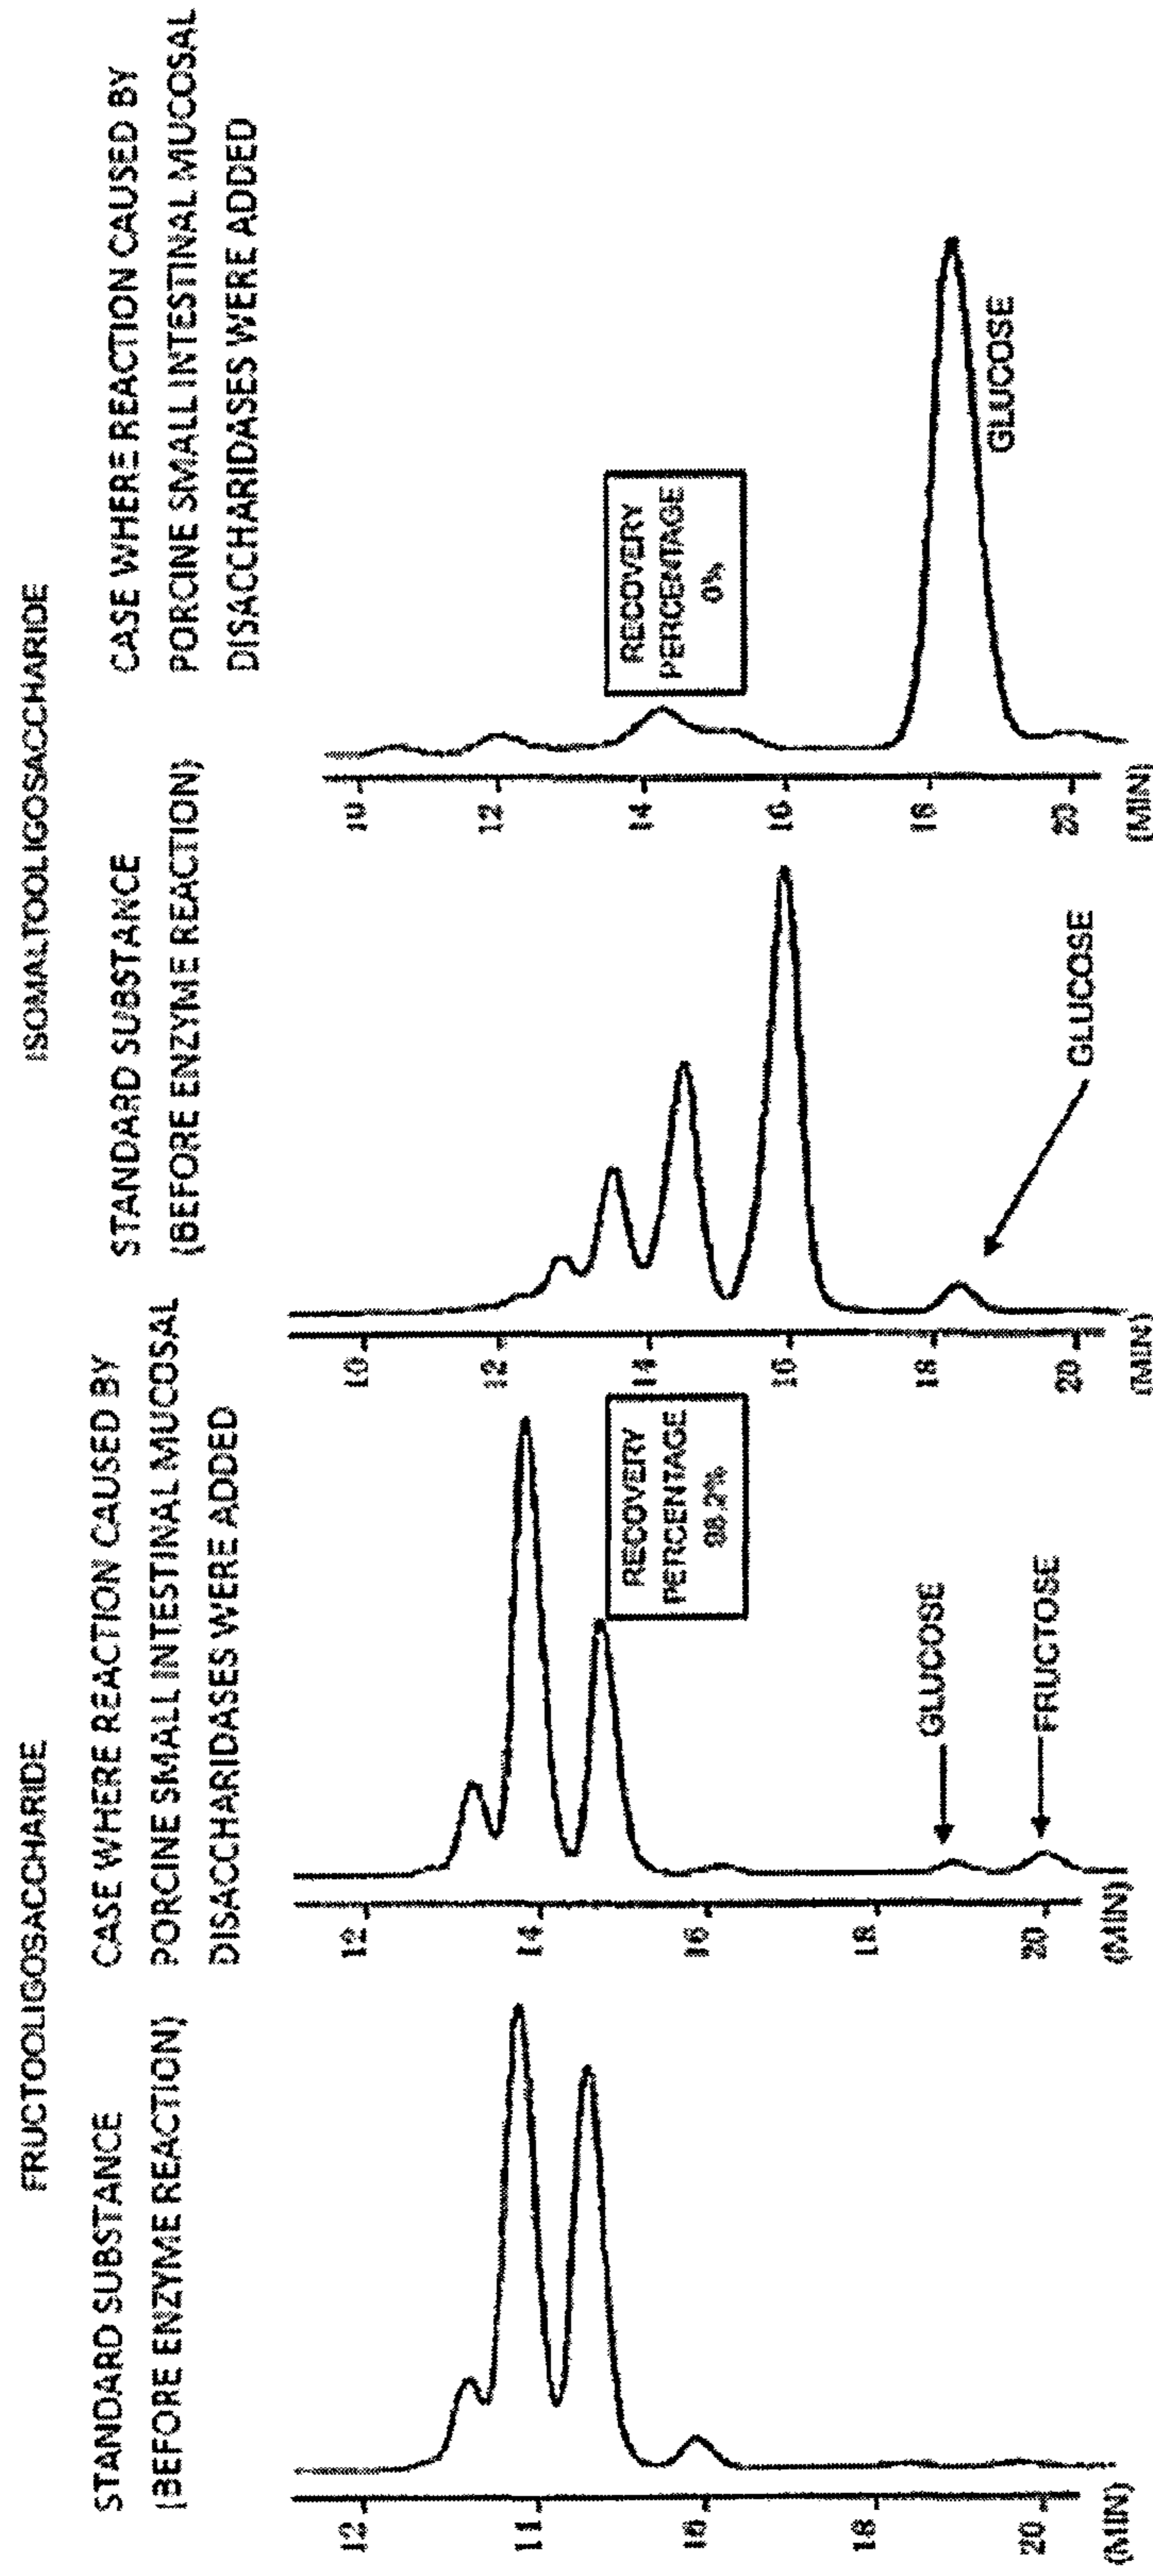 FRUCTOOLIGOSACCHARIDE
STANDARD SUBSTANCE
(BEFORE ENZYME REACTION)
12
14
16
18
20
(MIN)
CASE WHERE REACTION CAUSED BY
PORCINE SMALL INTESTINAL MUCOSAL
DISACCHARIDASES WERE ADDED
RECOVERY
PERCENTAGE
GLUCOSE
FRUCTOSE
12
14
16
18
20
(MIN)
ISOMALTOOLIGOSACCHARIDE
STANDARD SUBSTANCE
(BEFORE ENZYME REACTION)
GLUCOSE
10
12
14
16
18
20
(MIN)
CASE WHERE REACTION CAUSED BY
PORCINE SMALL INTESTINAL MUCOSAL
DISACCHARIDASES WERE ADDED
RECOVERY
PERCENTAGE
0%
GLUCOSE
10
12
14
16
18
20
(MIN)